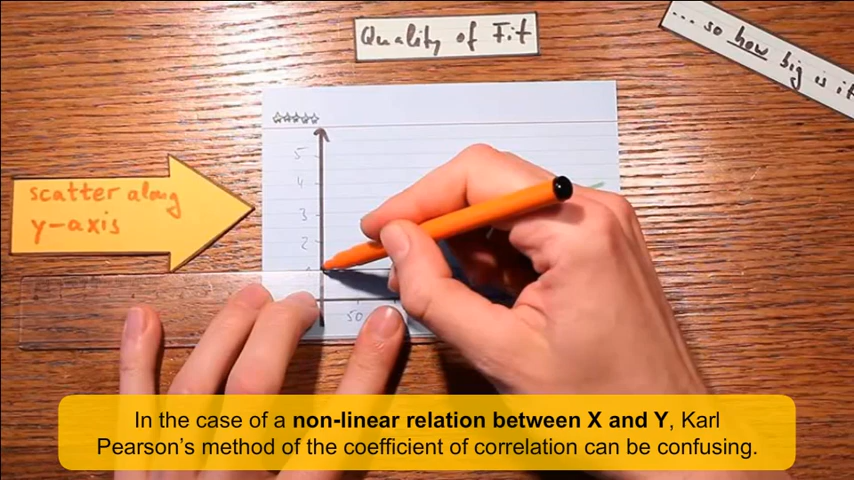 Quality of Fit
... so how big is it
☆☆☆☆☆
scatter along
y-axis
5
4
3
2
50
In the case of a non-linear relation between X and Y, Karl
Pearson's method of the coefficient of correlation can be confusing.